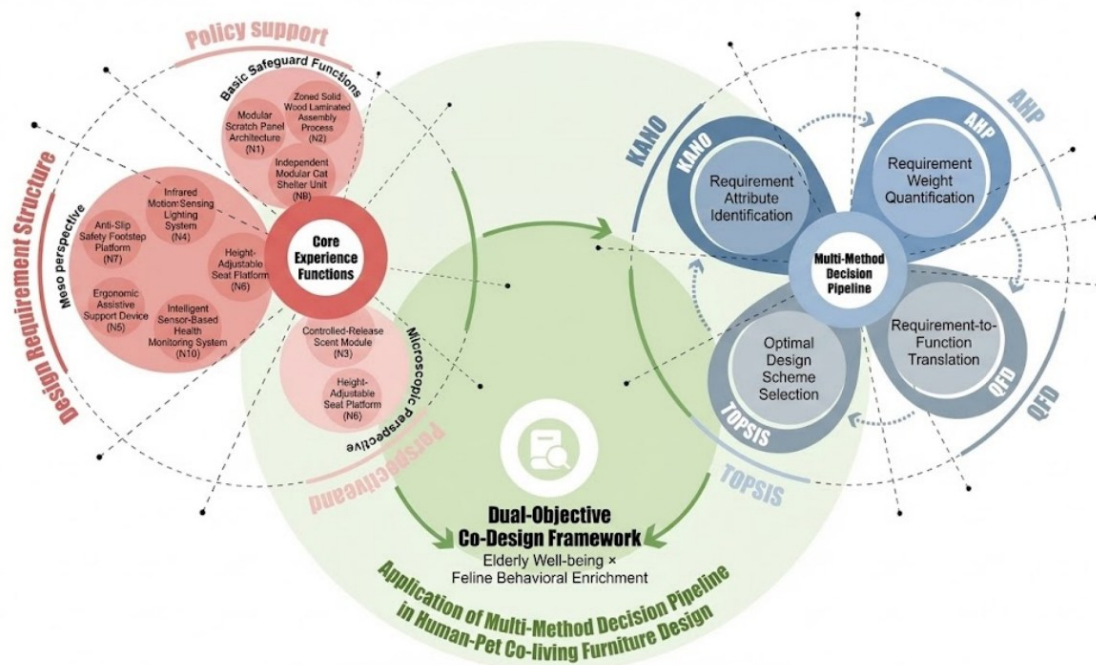 Policy support
Basic Safeguard Functions
Modular
Scratch Panel
Architecture
(N1)
Zoned Solid
Wood Laminated
Assembly
Process
(N2)
Independent
Modular Cat
Shelter Unit
(N8)
Design Requirement Structure
Meso perspective
Infrared
Motion-Sensing
Lighting
System
(N4)
Anti-Slip
Safety Footstep
Platform
(N7)
Height-
Adjustable
Seat Platform
(N6)
Ergonomic
Assistive
Support Device
(N5)
Intelligent
Sensor-Based
Health
Monitoring System
(N10)
Core
Experience
Functions
Controlled-Release
Scent Module
(N3)
Height-
Adjustable
Seat Platform
(N6)
Microscopic Perspective
Perspectiveand
KANO
KANO
Requirement
Attribute
Identification
AHP
AHP
Requirement
Weight
Quantification
Multi-Method
Decision
Pipeline
Optimal
Design
Scheme
Selection
TOPSIS
TOPSIS
Requirement-to-
Function
Translation
QFD
QFD
Dual-Objective
Co-Design Framework
Elderly Well-being ×
Feline Behavioral Enrichment
Application of Multi-Method Decision Pipeline
in Human-Pet Co-living Furniture Design